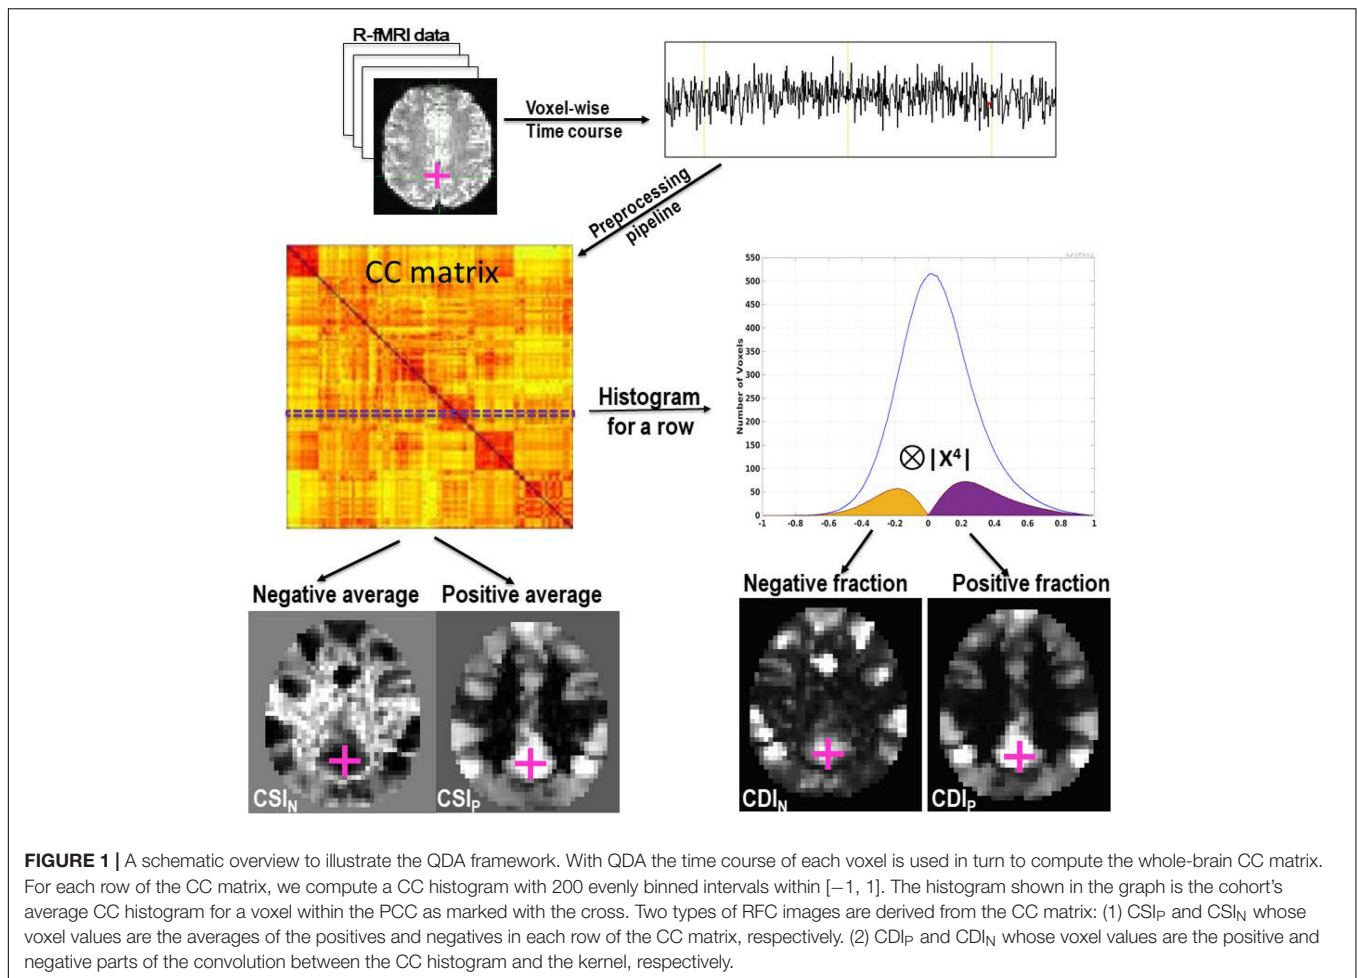 R-fMRI data
Voxel-wise
Time course
Preprocessing
pipeline
CC matrix
Histogram
for a row
550
500
450
400
350
300
250
200
150
100
50
0
Number of Voxels
⊗ |X⁴|
-1 -0.8 -0.6 -0.4 -0.2 0 0.2 0.4 0.6 0.8 1
Negative average
Positive average
Negative fraction
Positive fraction
CSI_N
CSI_P
CDI_N
CDI_P
FIGURE 1 | A schematic overview to illustrate the QDA framework. With QDA the time course of each voxel is used in turn to compute the whole-brain CC matrix.
For each row of the CC matrix, we compute a CC histogram with 200 evenly binned intervals within [−1, 1]. The histogram shown in the graph is the cohort's
average CC histogram for a voxel within the PCC as marked with the cross. Two types of RFC images are derived from the CC matrix: (1) CSI_P and CSI_N whose
voxel values are the averages of the positives and negatives in each row of the CC matrix, respectively. (2) CDI_P and CDI_N whose voxel values are the positive and
negative parts of the convolution between the CC histogram and the kernel, respectively.